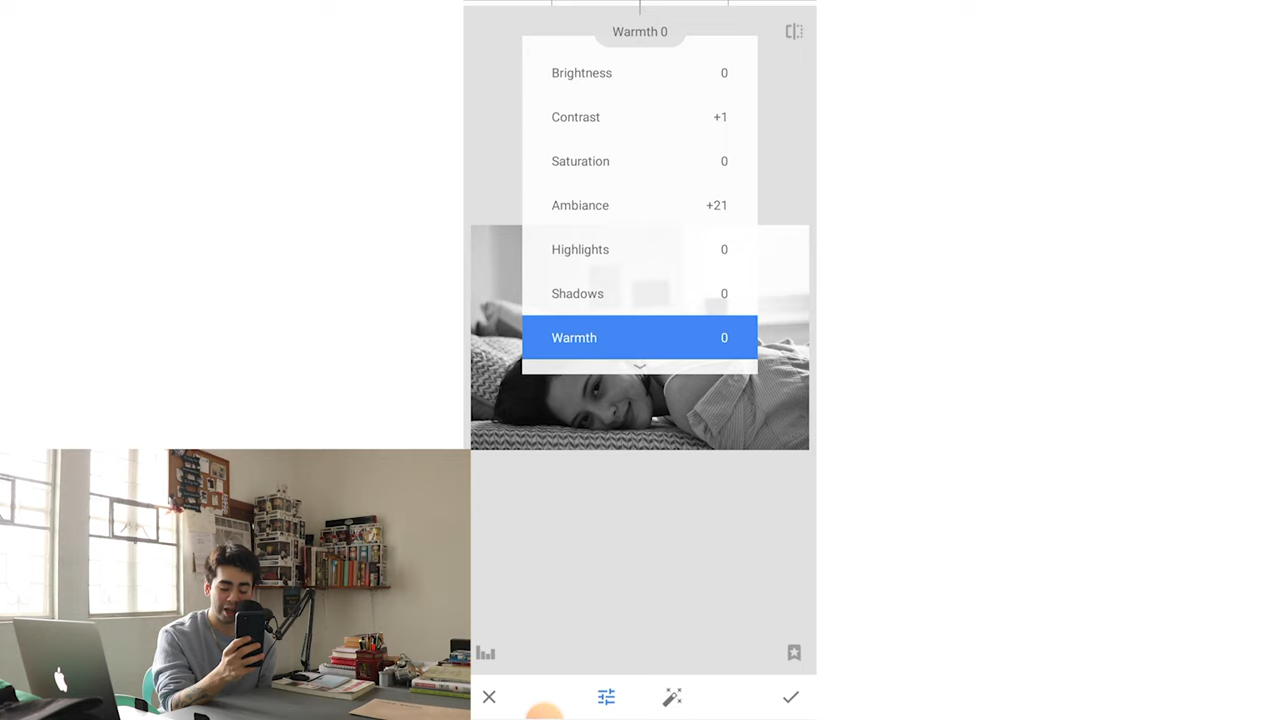 Warmth 0
Brightness 0
Contrast +1
Saturation 0
Ambiance +21
Highlights 0
Shadows 0
Warmth 0